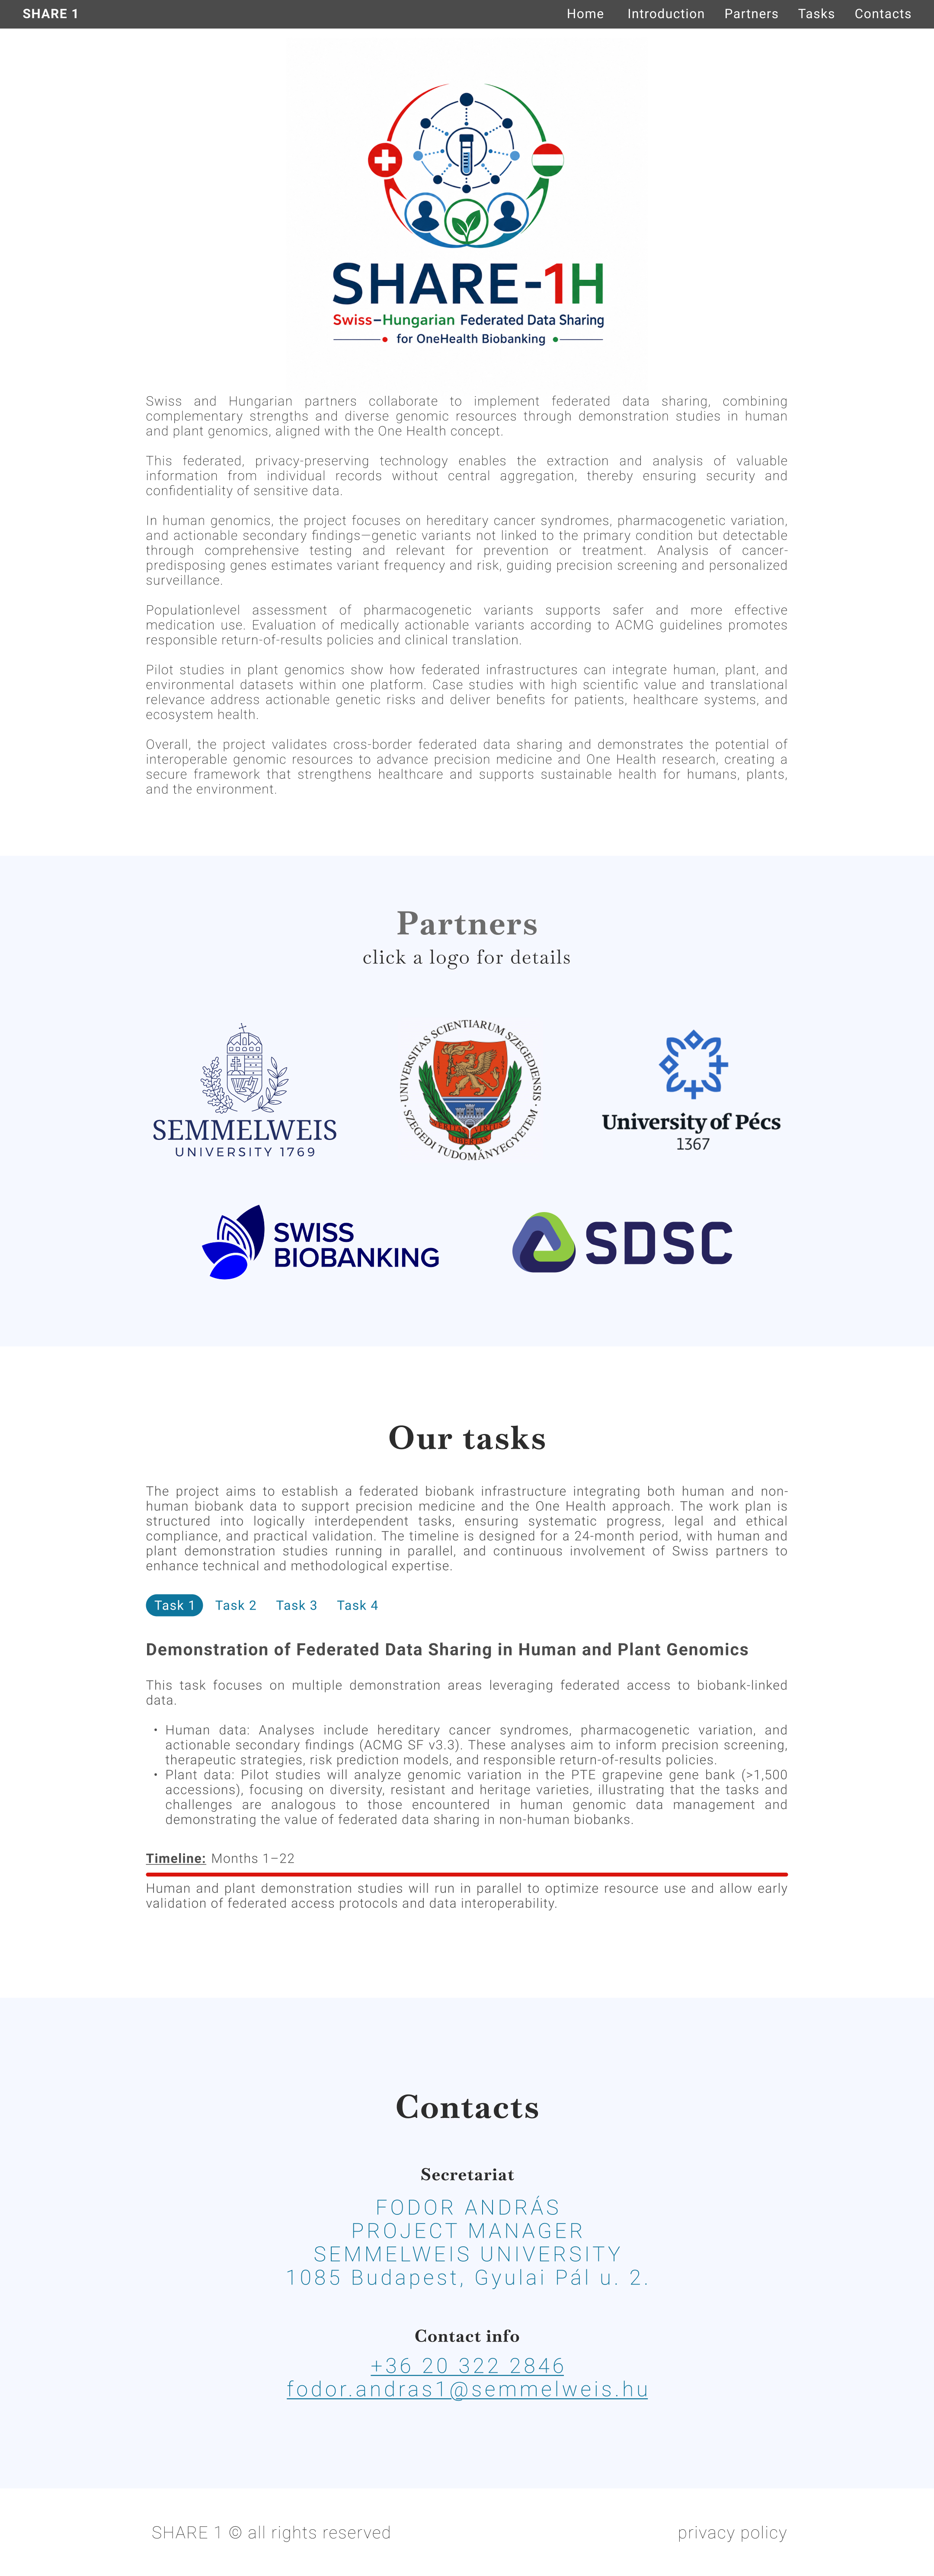 SHARE 1
Home Introduction Partners Tasks Contacts
SHARE-1H
Swiss–Hungarian Federated Data Sharing
for OneHealth Biobanking
Swiss and Hungarian partners collaborate to implement federated data sharing, combining
complementary strengths and diverse genomic resources through demonstration studies in human
and plant genomics, aligned with the One Health concept.
This federated, privacy-preserving technology enables the extraction and analysis of valuable
information from individual records without central aggregation, thereby ensuring security and
confidentiality of sensitive data.
In human genomics, the project focuses on hereditary cancer syndromes, pharmacogenetic variation,
and actionable secondary findings—genetic variants not linked to the primary condition but detectable
through comprehensive testing and relevant for prevention or treatment. Analysis of cancer-
predisposing genes estimates variant frequency and risk, guiding precision screening and personalized
surveillance.
Populationlevel assessment of pharmacogenetic variants supports safer and more effective
medication use. Evaluation of medically actionable variants according to ACMG guidelines promotes
responsible return-of-results policies and clinical translation.
Pilot studies in plant genomics show how federated infrastructures can integrate human, plant, and
environmental datasets within one platform. Case studies with high scientific value and translational
relevance address actionable genetic risks and deliver benefits for patients, healthcare systems, and
ecosystem health.
Overall, the project validates cross-border federated data sharing and demonstrates the potential of
interoperable genomic resources to advance precision medicine and One Health research, creating a
secure framework that strengthens healthcare and supports sustainable health for humans, plants,
and the environment.
Partners
click a logo for details
SEMMELWEIS
UNIVERSITY 1769
UNIVERSITAS SCIENTIARUM SZEGEDIENSIS
SZEGEDI TUDOMÁNYEGYETEM
University of Pécs
1367
SWISS
BIOBANKING
SDSC
Our tasks
The project aims to establish a federated biobank infrastructure integrating both human and non-
human biobank data to support precision medicine and the One Health approach. The work plan is
structured into logically interdependent tasks, ensuring systematic progress, legal and ethical
compliance, and practical validation. The timeline is designed for a 24-month period, with human and
plant demonstration studies running in parallel, and continuous involvement of Swiss partners to
enhance technical and methodological expertise.
Task 1 Task 2 Task 3 Task 4
Demonstration of Federated Data Sharing in Human and Plant Genomics
This task focuses on multiple demonstration areas leveraging federated access to biobank-linked
data.
• Human data: Analyses include hereditary cancer syndromes, pharmacogenetic variation, and
actionable secondary findings (ACMG SF v3.3). These analyses aim to inform precision screening,
therapeutic strategies, risk prediction models, and responsible return-of-results policies.
• Plant data: Pilot studies will analyze genomic variation in the PTE grapevine gene bank (>1,500
accessions), focusing on diversity, resistant and heritage varieties, illustrating that the tasks and
challenges are analogous to those encountered in human genomic data management and
demonstrating the value of federated data sharing in non-human biobanks.
Timeline: Months 1–22
Human and plant demonstration studies will run in parallel to optimize resource use and allow early
validation of federated access protocols and data interoperability.
Contacts
Secretariat
FODOR ANDRÁS
PROJECT MANAGER
SEMMELWEIS UNIVERSITY
1085 Budapest, Gyulai Pál u. 2.
Contact info
+36 20 322 2846
fodor.andras1@semmelweis.hu
SHARE 1 © all rights reserved
privacy policy